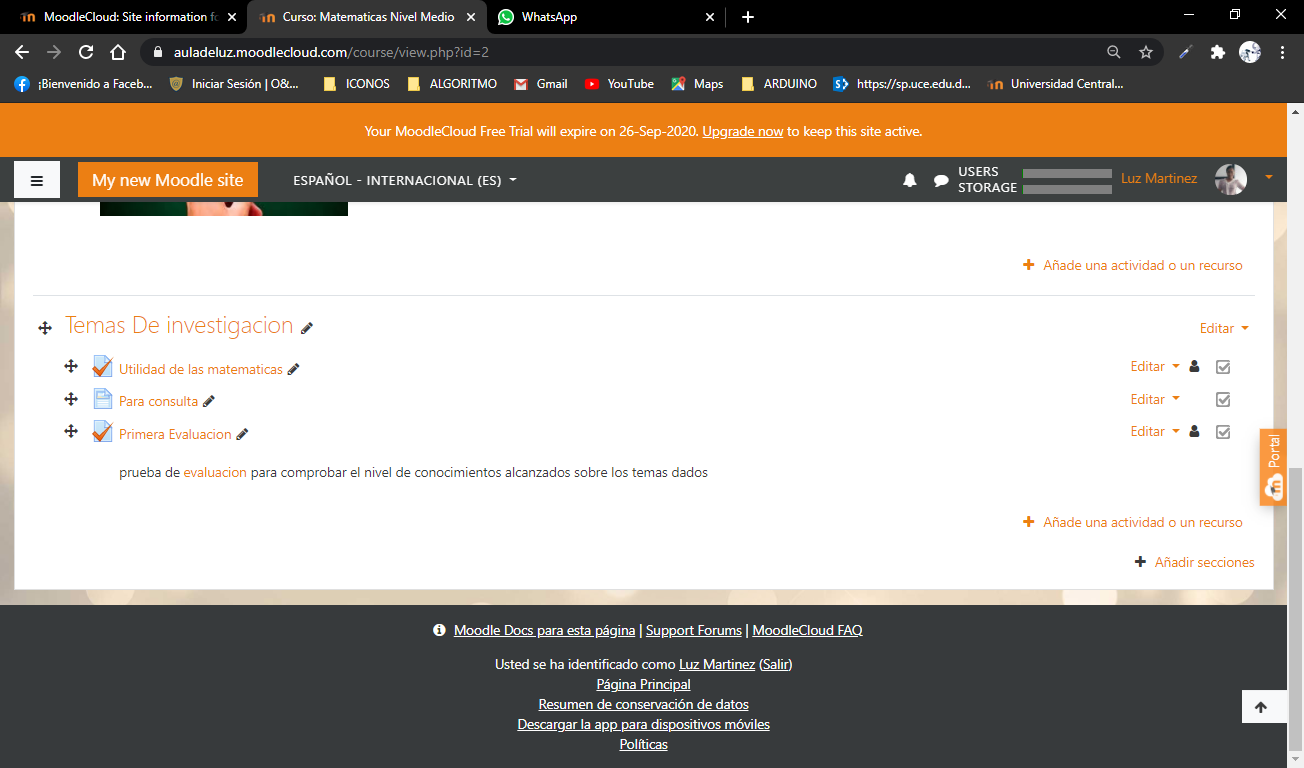 MoodleCloud: Site information fo
Curso: Matematicas Nivel Medio
WhatsApp
auladeluz.moodlecloud.com/course/view.php?id=2
¡Bienvenido a Faceb...
Iniciar Sesión | O&...
ICONOS
ALGORITMO
Gmail
YouTube
Maps
ARDUINO
https://sp.uce.edu.d...
Universidad Central...
Your MoodleCloud Free Trial will expire on 26-Sep-2020. Upgrade now to keep this site active.
My new Moodle site
ESPAÑOL - INTERNACIONAL (ES)
USERS
STORAGE
Luz Martinez
Añade una actividad o un recurso
Temas De investigacion
Editar
Utilidad de las matematicas
Editar
Para consulta
Editar
Primera Evaluacion
Editar
Portal
prueba de evaluacion para comprobar el nivel de conocimientos alcanzados sobre los temas dados
Añade una actividad o un recurso
Añadir secciones
Moodle Docs para esta página | Support Forums | MoodleCloud FAQ
Usted se ha identificado como Luz Martinez (Salir)
Página Principal
Resumen de conservación de datos
Descargar la app para dispositivos móviles
Políticas